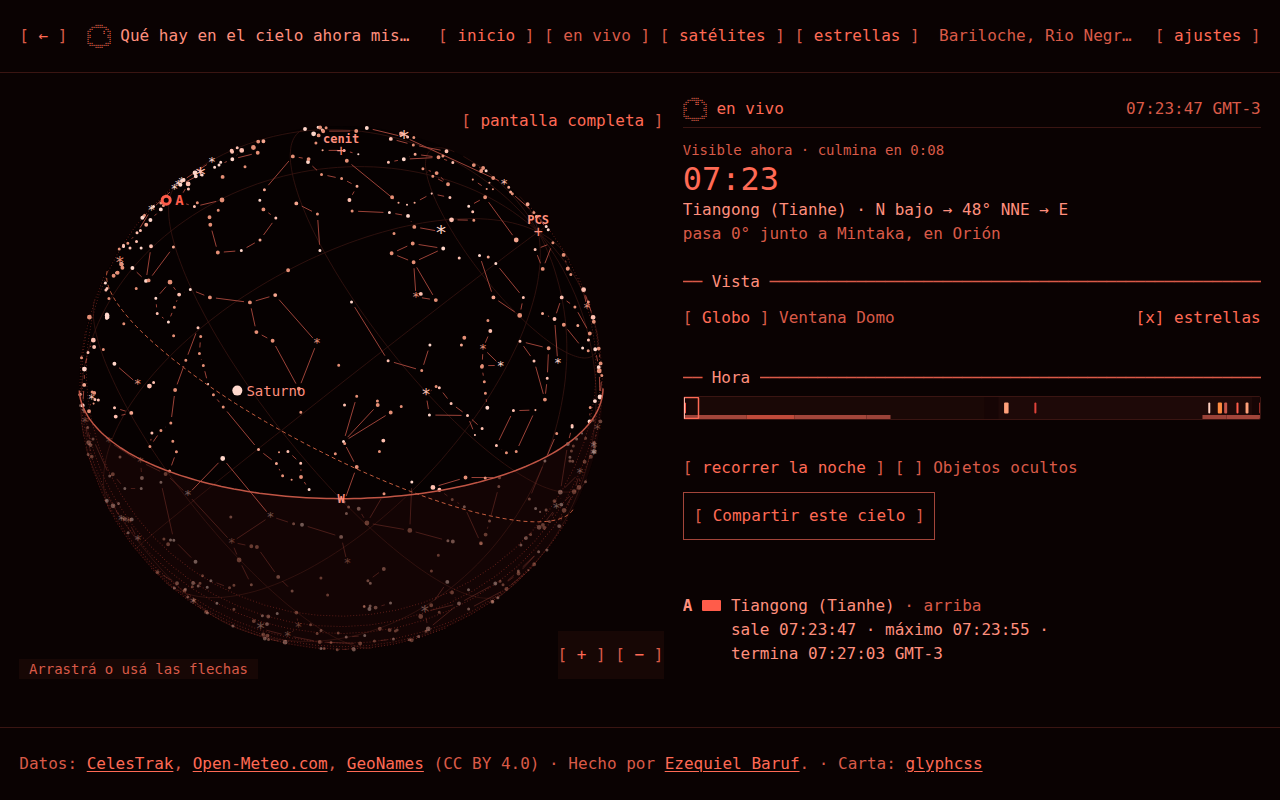 [ ← ] Qué hay en el cielo ahora mis… [ inicio ] [ en vivo ] [ satélites ] [ estrellas ] Bariloche, Rio Negr… [ ajustes ]
[ pantalla completa ]
cenit
A
PCS
Saturno
W
Arrastrá o usá las flechas
[ + ] [ − ]
en vivo 07:23:47 GMT-3
Visible ahora · culmina en 0:08
07:23
Tiangong (Tianhe) · N bajo → 48° NNE → E
pasa 0° junto a Mintaka, en Orión
Vista
[ Globo ] Ventana Domo [x] estrellas
Hora
[ recorrer la noche ] [ ] Objetos ocultos
[ Compartir este cielo ]
A Tiangong (Tianhe) · arriba
sale 07:23:47 · máximo 07:23:55 ·
termina 07:27:03 GMT-3
Datos: CelesTrak, Open-Meteo.com, GeoNames (CC BY 4.0) · Hecho por Ezequiel Baruf. · Carta: glyphcss